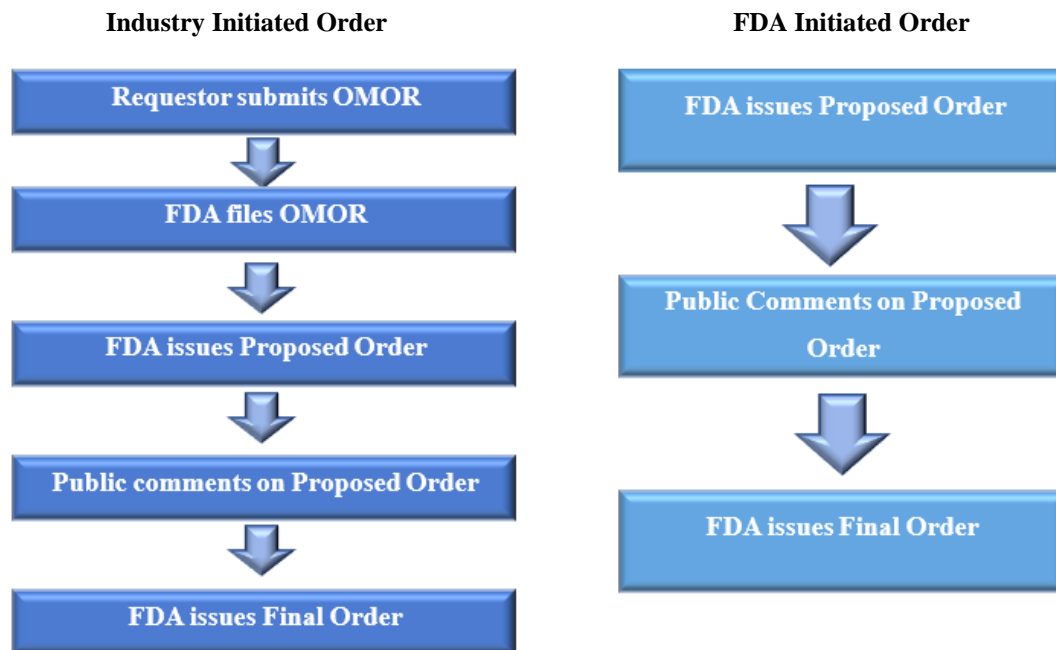 Industry Initiated Order
Requestor submits OMOR
FDA files OMOR
FDA issues Proposed Order
Public comments on Proposed Order
FDA issues Final Order
FDA Initiated Order
FDA issues Proposed Order
Public Comments on Proposed
Order
FDA issues Final Order